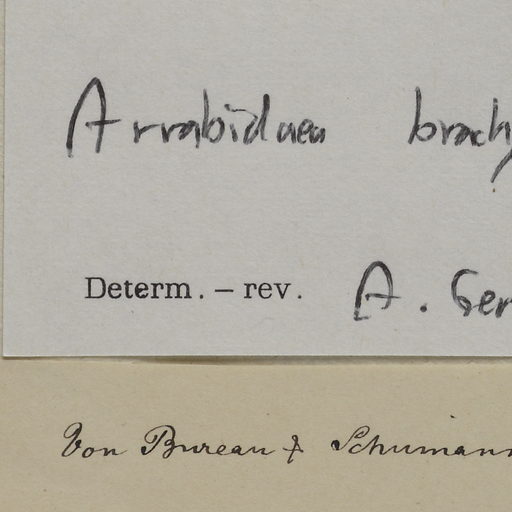 Arrabidaea brachy
Determ. – rev. A. Ger
Von Bureau & Schumann